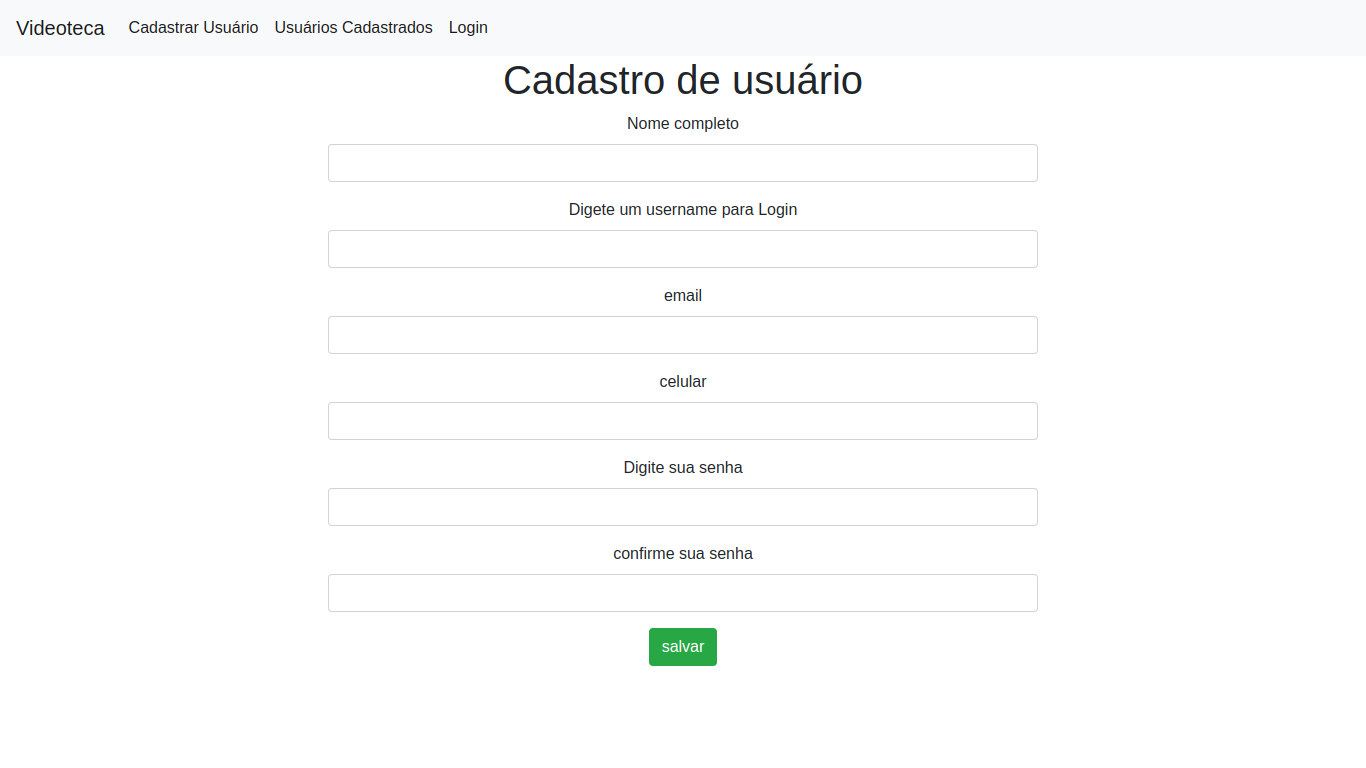 Videoteca Cadastrar Usuário Usuários Cadastrados Login
Cadastro de usuário
Nome completo
Digete um username para Login
email
celular
Digite sua senha
confirme sua senha
salvar